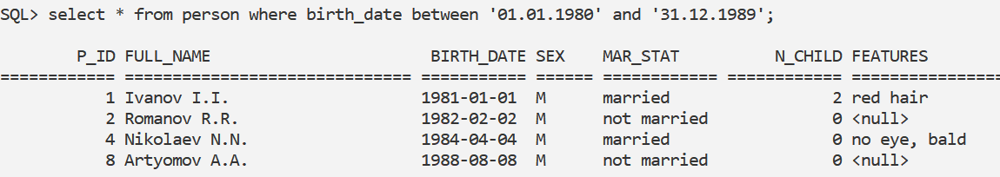 SQL> select * from person where birth_date between '01.01.1980' and '31.12.1989';
P_ID FULL_NAME BIRTH_DATE SEX MAR_STAT N_CHILD FEATURES
============ ============================== =========== ====== ============ ============ ================
1 Ivanov I.I. 1981-01-01 M married 2 red hair
2 Romanov R.R. 1982-02-02 M not married 0 <null>
4 Nikolaev N.N. 1984-04-04 M married 0 no eye, bald
8 Artyomov A.A. 1988-08-08 M not married 0 <null>